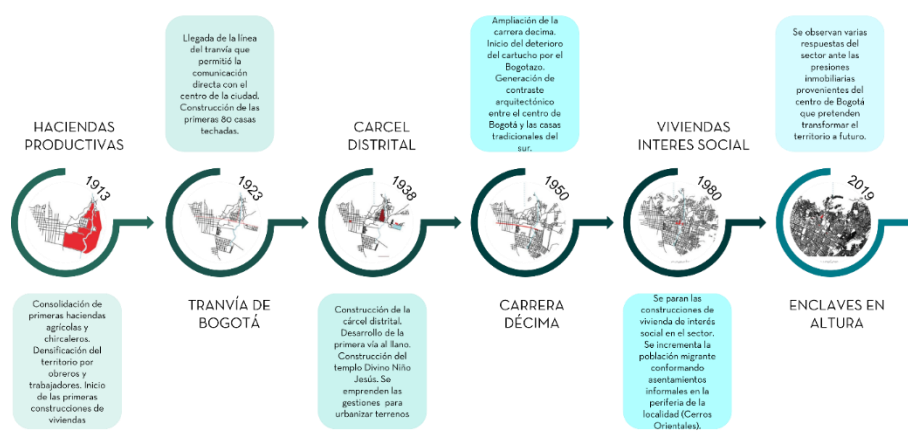 HACIENDAS
PRODUCTIVAS
1913
Consolidación de
primeras haciendas
agrícolas y
chircaleros.
Densificación del
territorio por
obreros y
trabajadores. Inicio
de las primeras
construcciones de
viviendas
Llegada de la línea
del tranvía que
permitió la
comunicación
directa con el
centro de la ciudad.
Construcción de las
primeras 80 casas
techadas.
1923
TRANVÍA DE
BOGOTÁ
CARCEL
DISTRITAL
1938
Construcción de la
cárcel distrital.
Desarrollo de la
primera vía al llano.
Construcción del
templo Divino Niño
Jesús. Se
emprenden las
gestiones para
urbanizar terrenos
Ampliación de la
carrera decima.
Inicio del deterioro
del cartucho por el
Bogotazo.
Generación de
contraste
arquitectónico
entre el centro de
Bogotá y las casas
tradicionales del
sur.
1950
CARRERA
DÉCIMA
VIVIENDAS
INTERES SOCIAL
1980
Se paran las
construcciones de
vivienda de interés
social en el sector.
Se incrementa la
población migrante
conformando
asentamientos
informales en la
periferia de la
localidad (Cerros
Orientales).
Se observan varias
respuestas del
sector ante las
presiones
inmobiliarias
provenientes del
centro de Bogotá
que pretenden
transformar el
territorio a futuro.
2019
ENCLAVES EN
ALTURA